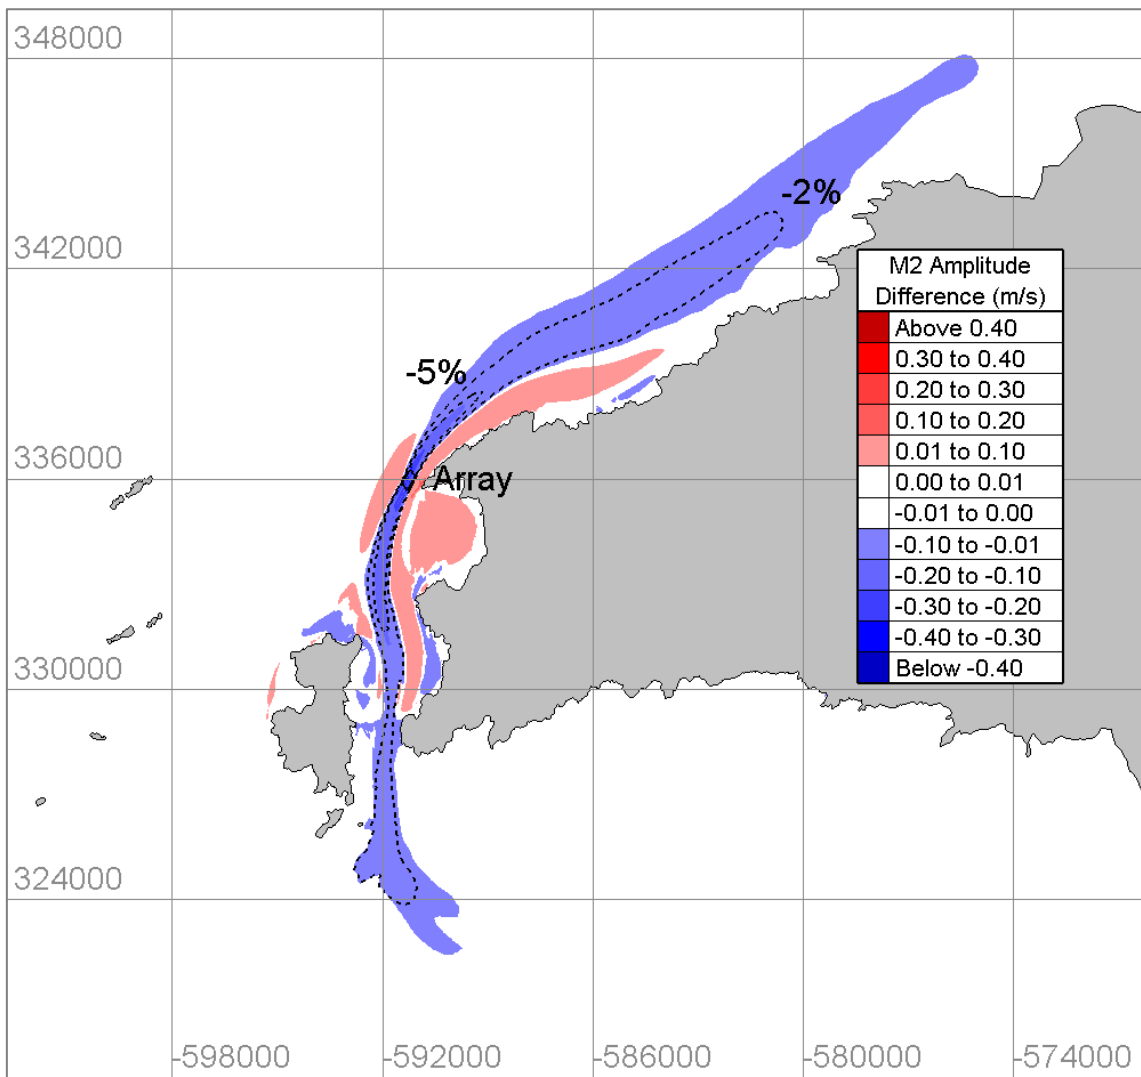 348000
-2%
342000
M2 Amplitude
Difference (m/s)
Above 0.40
0.30 to 0.40
0.20 to 0.30
0.10 to 0.20
0.01 to 0.10
0.00 to 0.01
-0.01 to 0.00
-0.10 to -0.01
-0.20 to -0.10
-0.30 to -0.20
-0.40 to -0.30
Below -0.40
-5%
336000
Array
330000
324000
-598000
-592000
-586000
-580000
-574000